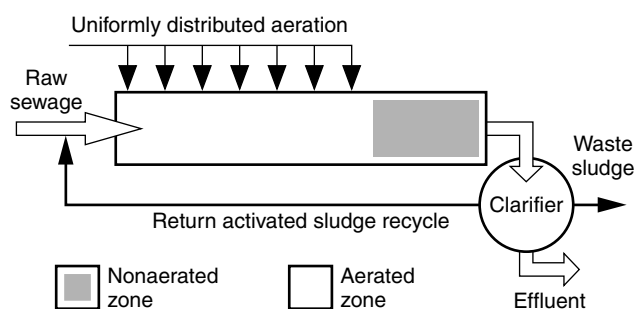 Uniformly distributed aeration
Raw
sewage
Waste
sludge
Clarifier
Return activated sludge recycle
Nonaerated
zone
Aerated
zone
Effluent